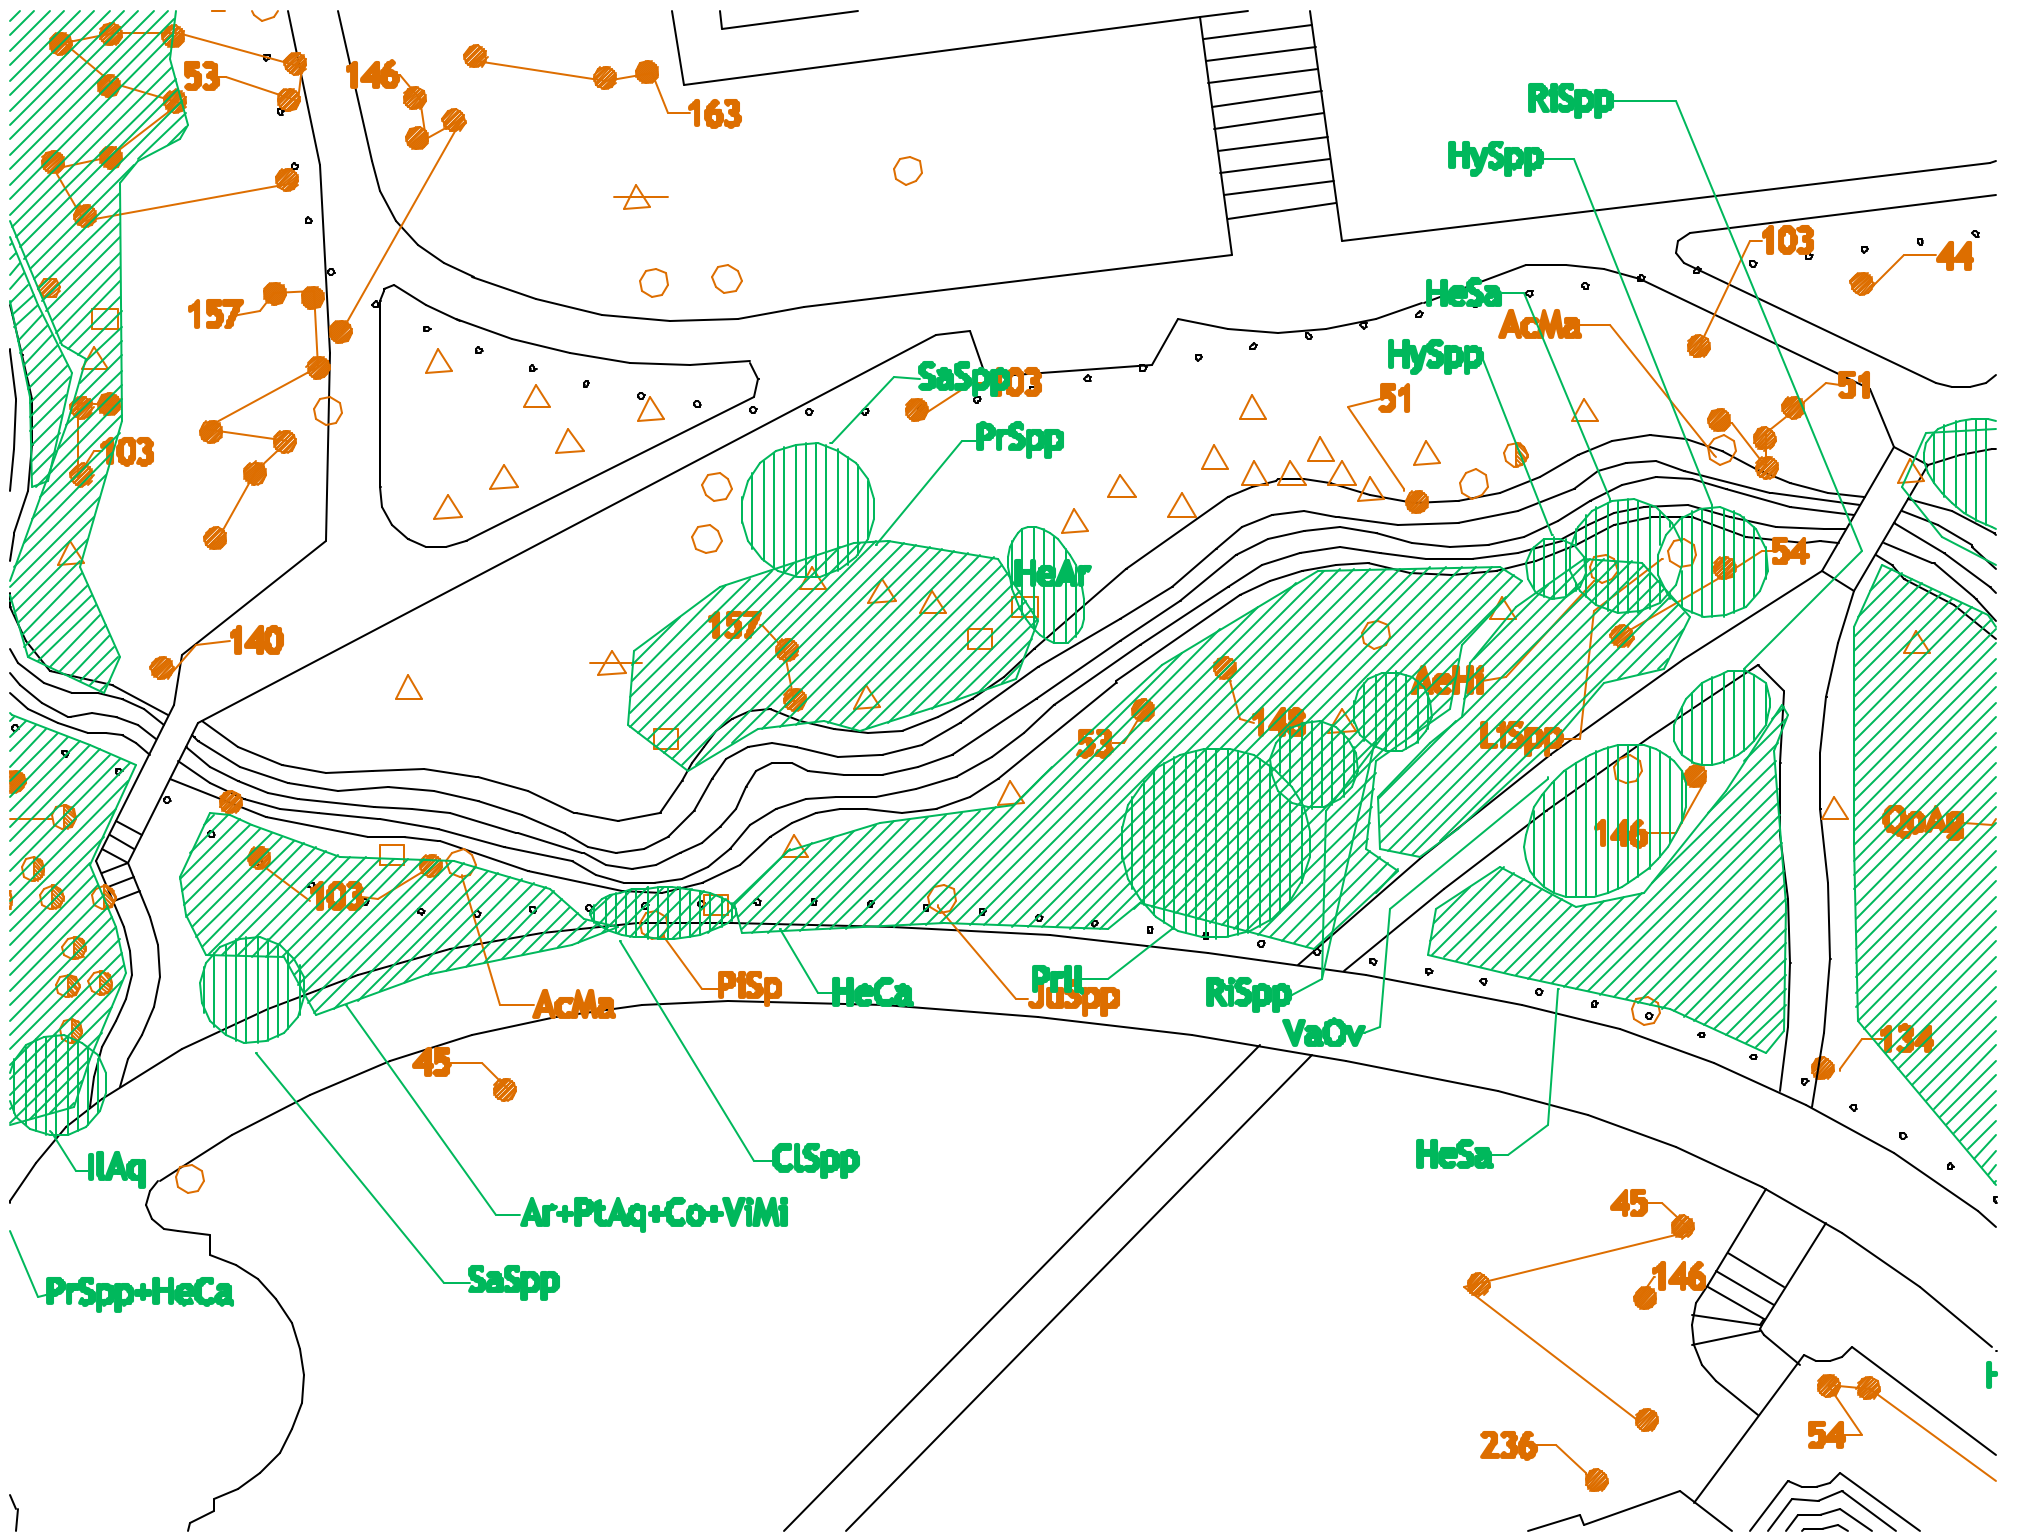 53
146
163
RiSpp
HySpp
103
44
HeSa
AcMa
157
HySpp
SaSpp
103
51
51
PrSpp
103
54
HeAr
157
140
AeHi
148
53
LiSpp
146
QoAg
103
PiSp
HeCa
AcMa
PrIl
JuSpp
RiSpp
VaOv
134
45
ClSpp
HeSa
IlAq
Ar+PtAq+Co+ViMi
45
SaSpp
PrSpp+HeCa
146
54
236